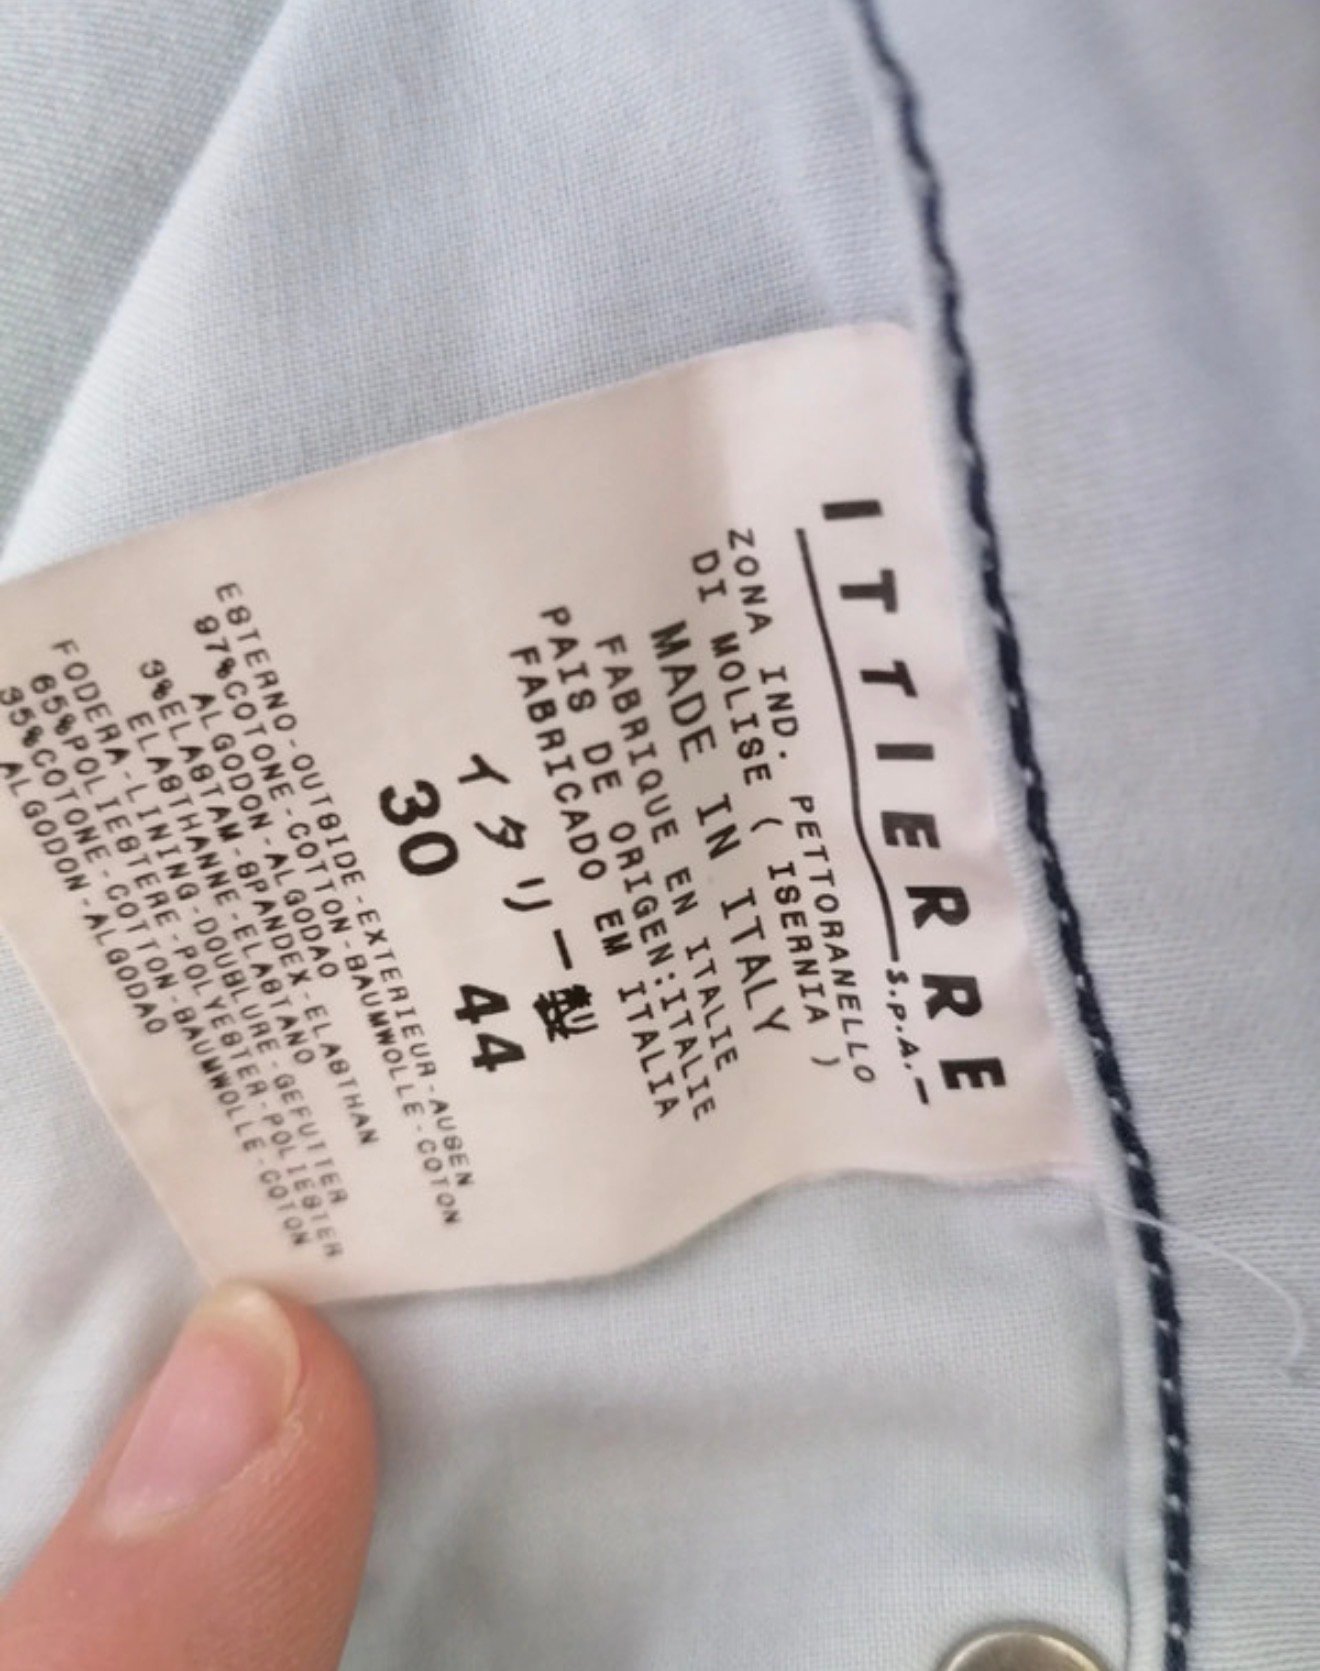 ITTIERRE
S.P.A.
ZONA IND. PETTORANELLO
DI MOLISE ( ISERNIA )
MADE IN ITALY
FABRIQUE EN ITALIE
PAIS DE ORIGEN:ITALIE
FABRICADO EM ITALIA
イタリー製
30 44
ESTERNO-OUTSIDE-EXTERIEUR-AUSEN
97%COTONE-COTTON-BAUMWOLLE-COTON
ALGODON-ALGODAO
3%ELASTAM-SPANDEX-ELASTHAN
ELASTHANNE-ELASTANO
FODERA-LINING-DOUBLURE-GEFUTTER
65%POLIESTERE-POLYESTER-POLIESTER
35%COTONE-COTTON-BAUMWOLLE-COTON
ALGODON-ALGODAO